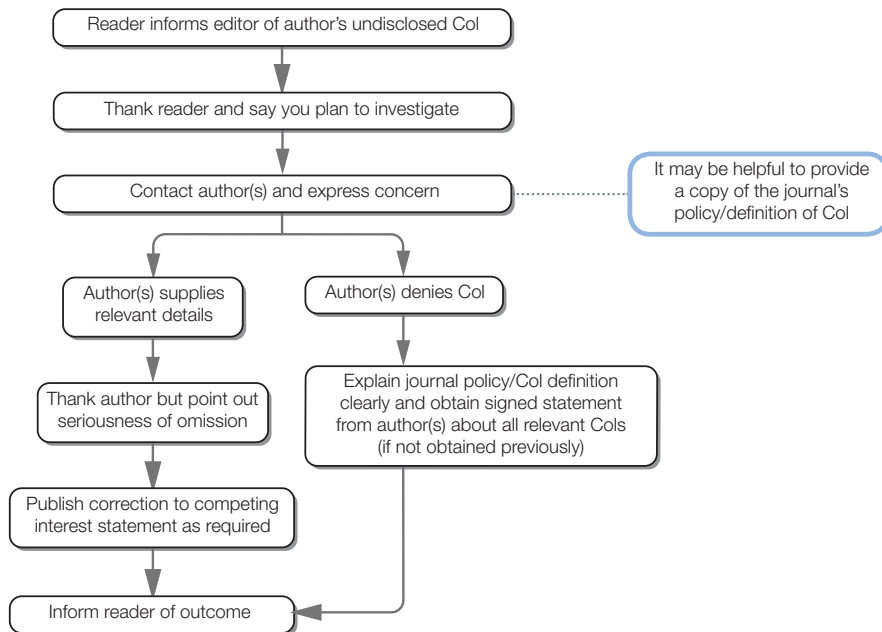 Reader informs editor of author's undisclosed CoI
Thank reader and say you plan to investigate
Contact author(s) and express concern
It may be helpful to provide
a copy of the journal's
policy/definition of CoI
Author(s) supplies
relevant details
Author(s) denies CoI
Thank author but point out
seriousness of omission
Explain journal policy/CoI definition
clearly and obtain signed statement
from author(s) about all relevant CoIs
(if not obtained previously)
Publish correction to competing
interest statement as required
Inform reader of outcome